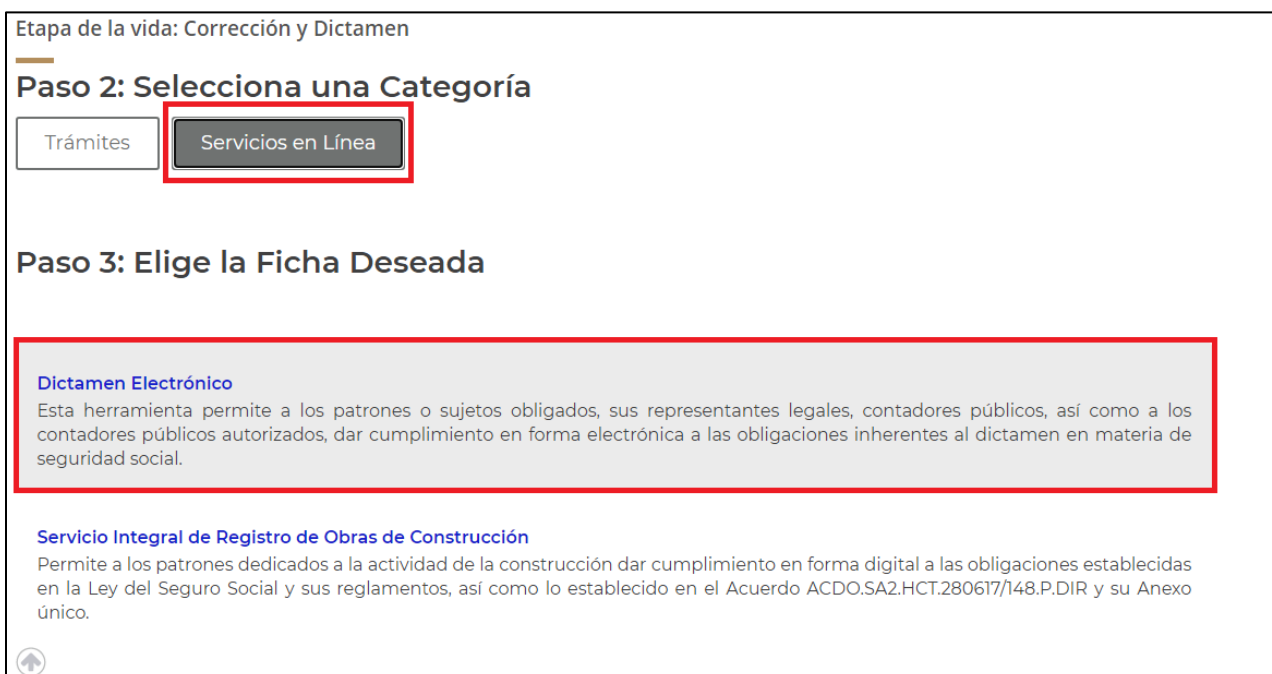 Etapa de la vida: Corrección y Dictamen
Paso 2: Selecciona una Categoría
Trámites
Servicios en Línea
Paso 3: Elige la Ficha Deseada
Dictamen Electrónico
Esta herramienta permite a los patrones o sujetos obligados, sus representantes legales, contadores públicos, así como a los
contadores públicos autorizados, dar cumplimiento en forma electrónica a las obligaciones inherentes al dictamen en materia de
seguridad social.
Servicio Integral de Registro de Obras de Construcción
Permite a los patrones dedicados a la actividad de la construcción dar cumplimiento en forma digital a las obligaciones establecidas
en la Ley del Seguro Social y sus reglamentos, así como lo establecido en el Acuerdo ACDO.SA2.HCT.280617/148.P.DIR y su Anexo
único.